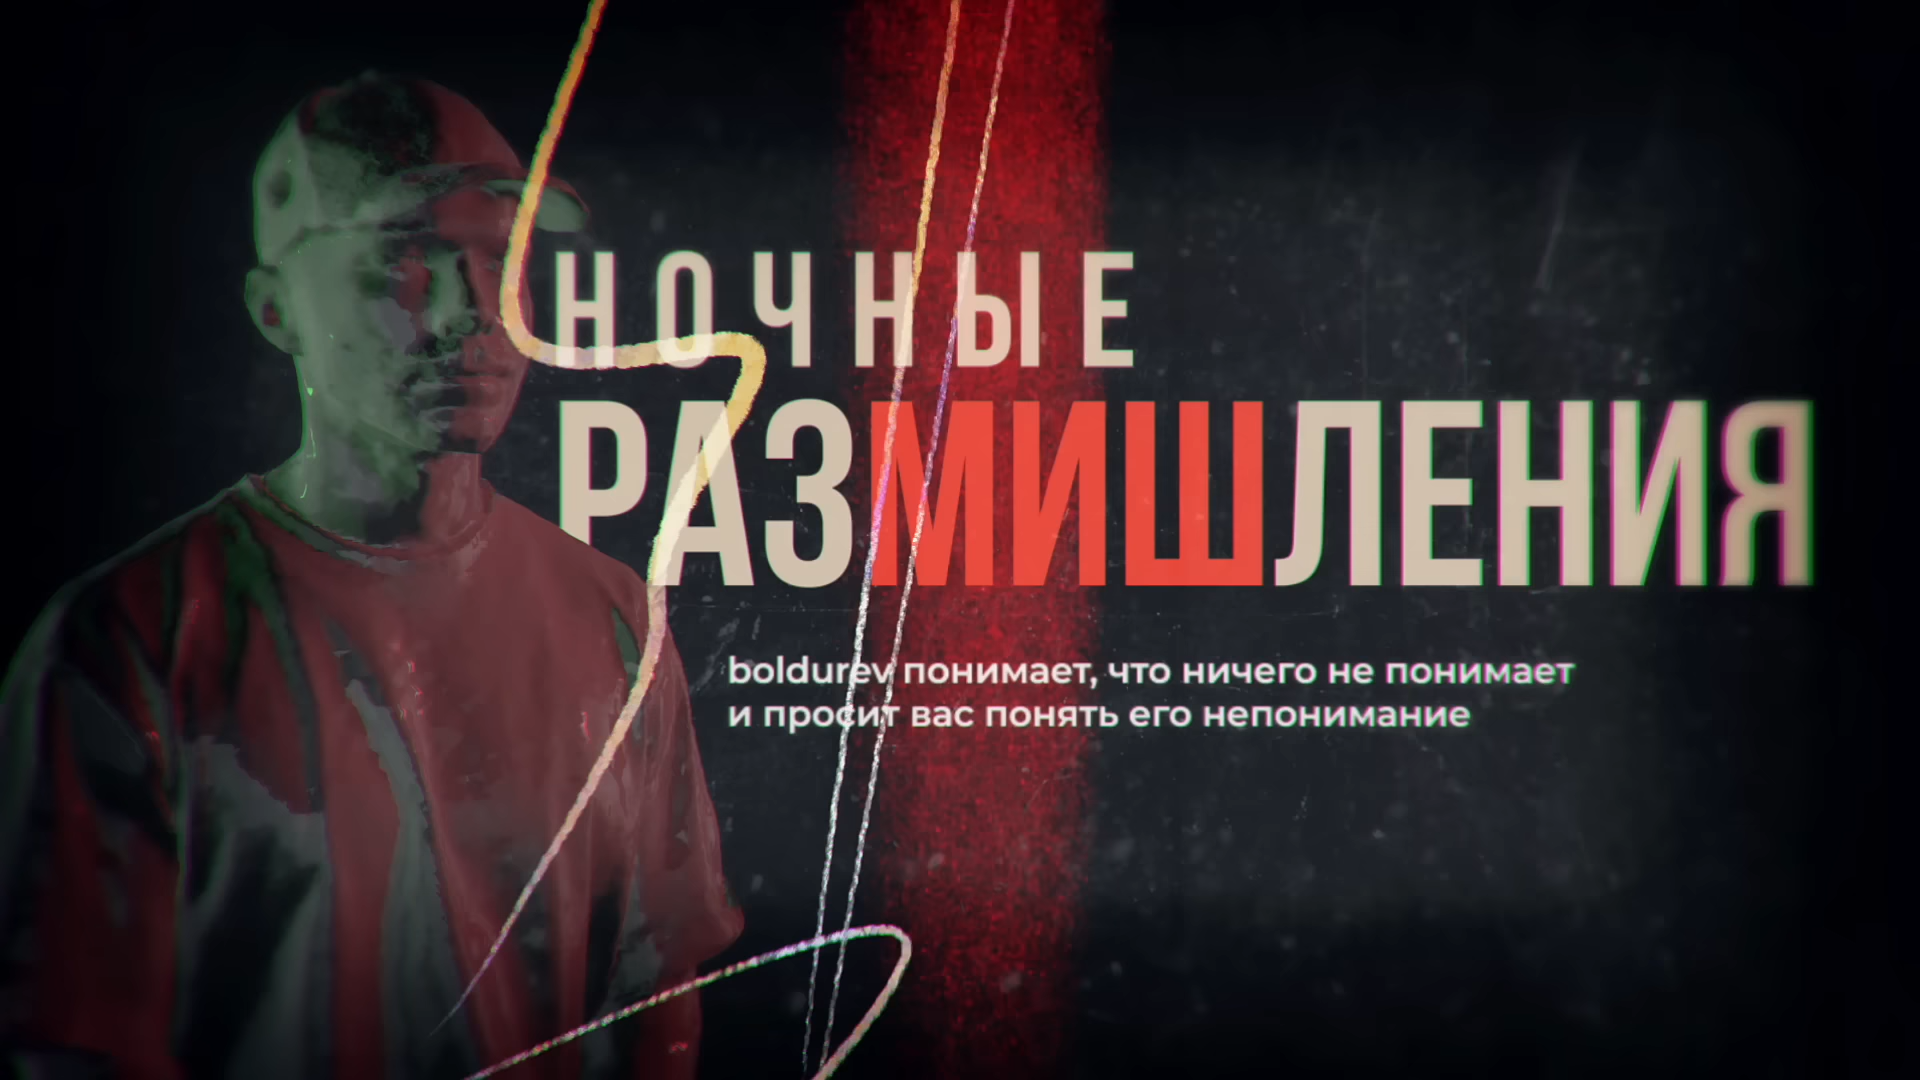 НОЧНЫЕ
РАЗМИШЛЕНИЯ
boldurev понимает, что ничего не понимает
и просит вас понять его непонимание